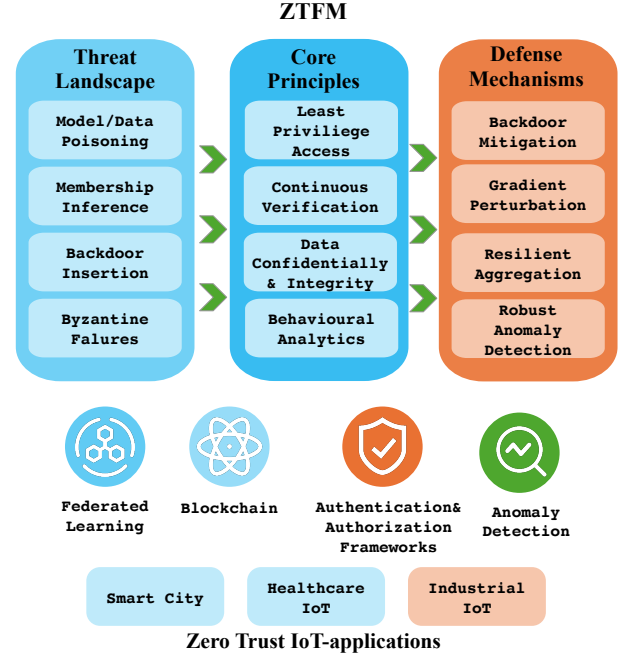 ZTFM
Threat
Landscape
Model/Data
Poisoning
Membership
Inference
Backdoor
Insertion
Byzantine
Falures
Core
Principles
Least
Priviliege
Access
Continuous
Verification
Data
Confidentially
& Integrity
Behavioural
Analytics
Defense
Mechanisms
Backdoor
Mitigation
Gradient
Perturbation
Resilient
Aggregation
Robust
Anomaly
Detection
Federated
Learning
Blockchain
Authentication&
Authorization
Frameworks
Anomaly
Detection
Smart City
Healthcare
IoT
Industrial
IoT
Zero Trust IoT-applications